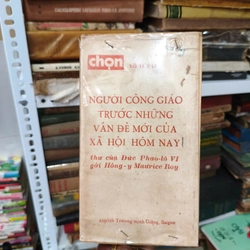 chọn
NGƯỜI CÔNG GIÁO
TRƯỚC NHỮNG
VẤN ĐỀ MỚI CỦA
XÃ HỘI HÔM NAY
thư của Đức Phao-lô VI
gửi Hồng-y Maurice Roy